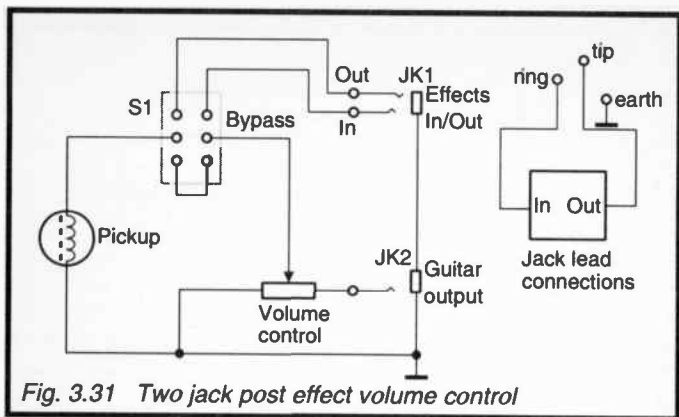 Out
JK1
tip
ring
S1
Effects
In/Out
earth
Bypass
In
Pickup
In Out
JK2
Guitar
output
Jack lead
connections
Volume
control
Fig. 3.31 Two jack post effect volume control